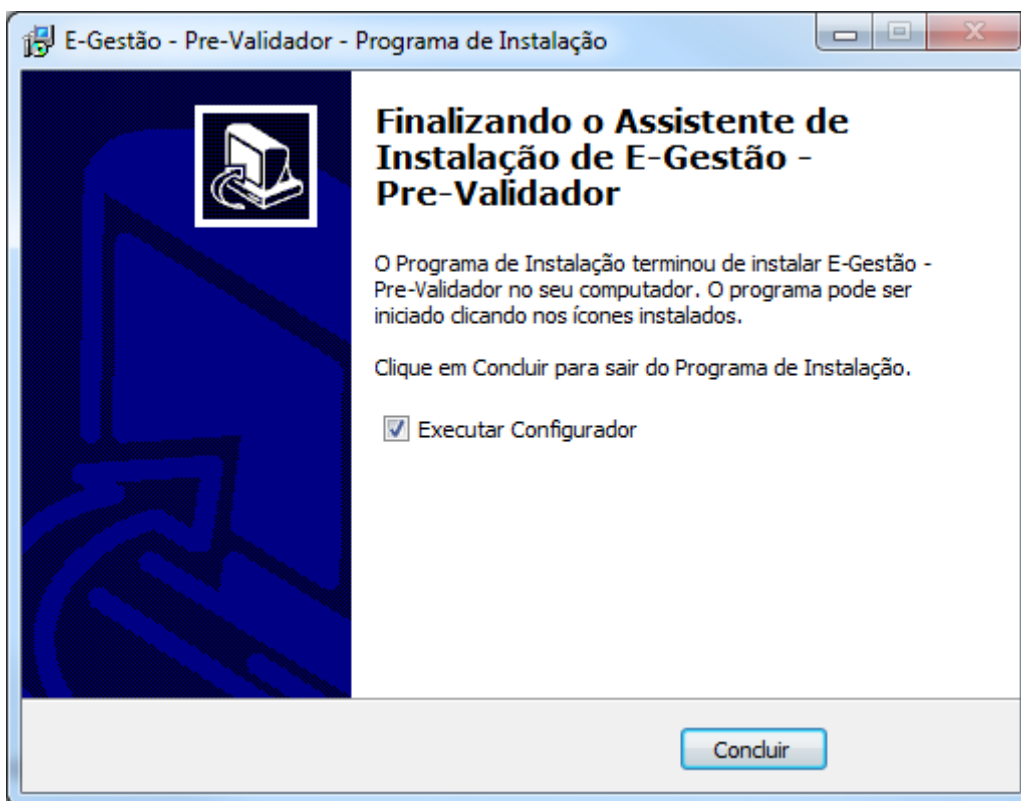 E-Gestão - Pre-Validador - Programa de Instalação
Finalizando o Assistente de
Instalação de E-Gestão -
Pre-Validador
O Programa de Instalação terminou de instalar E-Gestão -
Pre-Validador no seu computador. O programa pode ser
iniciado clicando nos ícones instalados.
Clique em Concluir para sair do Programa de Instalação.
Executar Configurador
Concluir